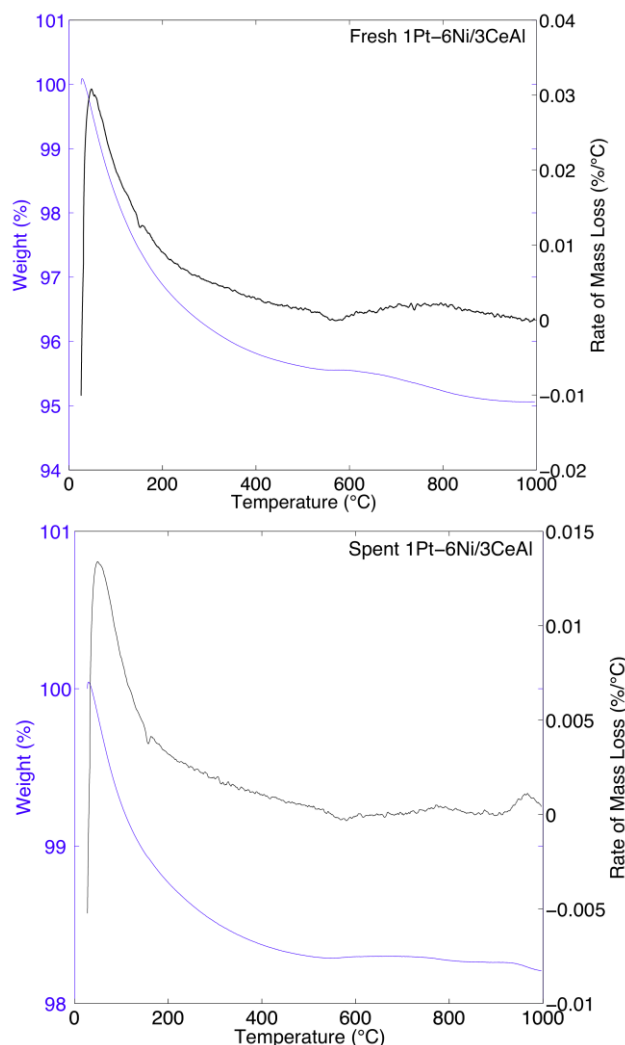 101
100
99
98
97
96
95
94
Weight (%)
Fresh 1Pt−6Ni/3CeAl
0.04
0.03
0.02
0.01
0
−0.01
−0.02
Rate of Mass Loss (%/°C)
0 200 400 600 800 1000
Temperature (°C)
101
100
99
98
Weight (%)
Spent 1Pt−6Ni/3CeAl
0.015
0.01
0.005
0
−0.005
−0.01
Rate of Mass Loss (%/°C)
0 200 400 600 800 1000
Temperature (°C)